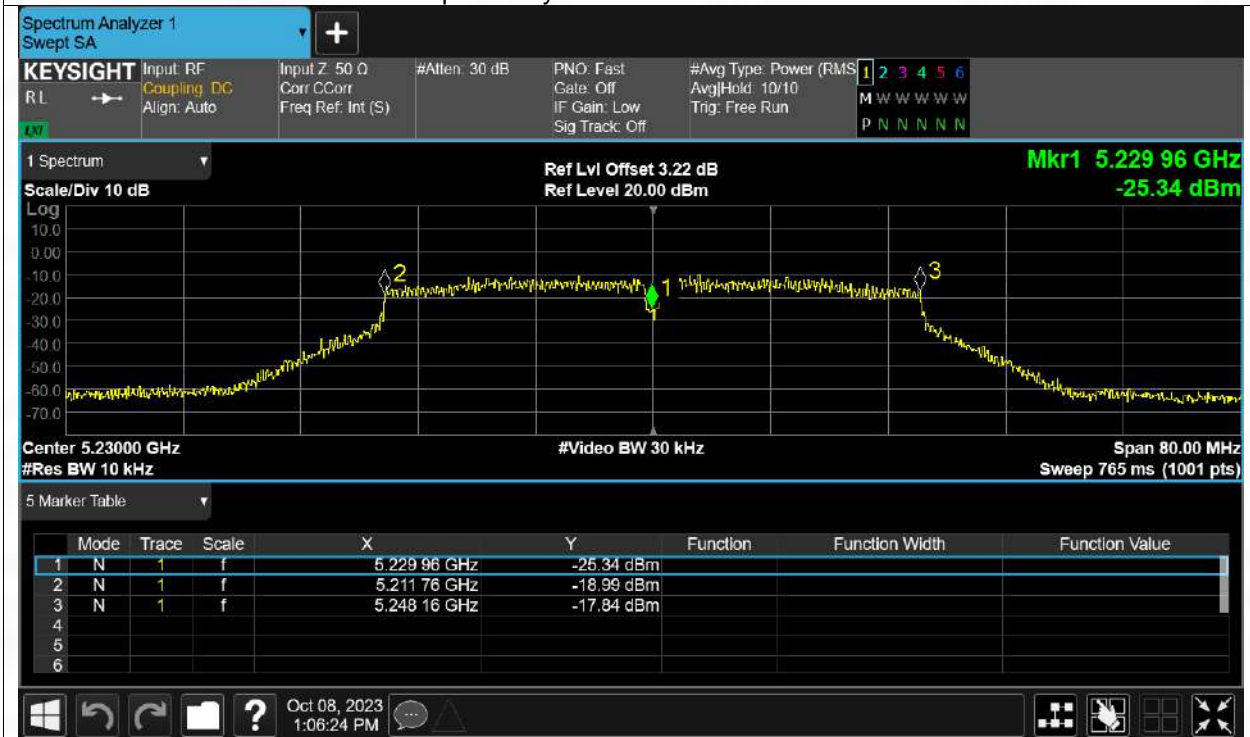 Spectrum Analyzer 1
Swept SA
+
KEYSIGHT Input: RF Input Z: 50 Ω #Atten: 30 dB PNO: Fast #Avg Type: Power (RMS 1 2 3 4 5 6
RL Coupling: DC Corr CCorr Gate: Off Avg|Hold: 10/10 M W W W W W
Align: Auto Freq Ref: Int (S) IF Gain: Low Trig: Free Run
LXI Sig Track: Off P N N N N N
1 Spectrum Ref Lvl Offset 3.22 dB Mkr1 5.229 96 GHz
Scale/Div 10 dB Ref Level 20.00 dBm -25.34 dBm
Log
10.0
0.00
-10.0 2 3
-20.0 1
-30.0 1
-40.0
-50.0
-60.0
-70.0
Center 5.23000 GHz #Video BW 30 kHz Span 80.00 MHz
#Res BW 10 kHz Sweep 765 ms (1001 pts)
5 Marker Table
Mode Trace Scale X Y Function Function Width Function Value
1 N 1 f 5.229 96 GHz -25.34 dBm
2 N 1 f 5.211 76 GHz -18.99 dBm
3 N 1 f 5.248 16 GHz -17.84 dBm
4
5
6
? Oct 08, 2023
1:06:24 PM